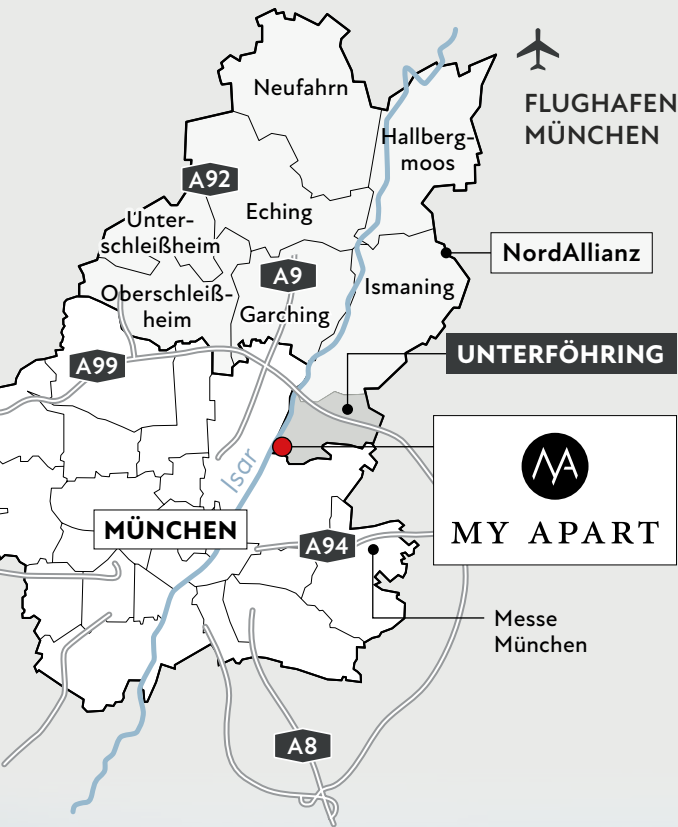 Neufahrn
FLUGHAFEN
MÜNCHEN
Hallberg-
moos
A92
Eching
Unter-
schleißheim
NordAllianz
A9
Ismaning
Oberschleiß-
heim
Garching
UNTERFÖHRING
A99
Isar
MA
MY APART
MÜNCHEN
A94
Messe
München
A8